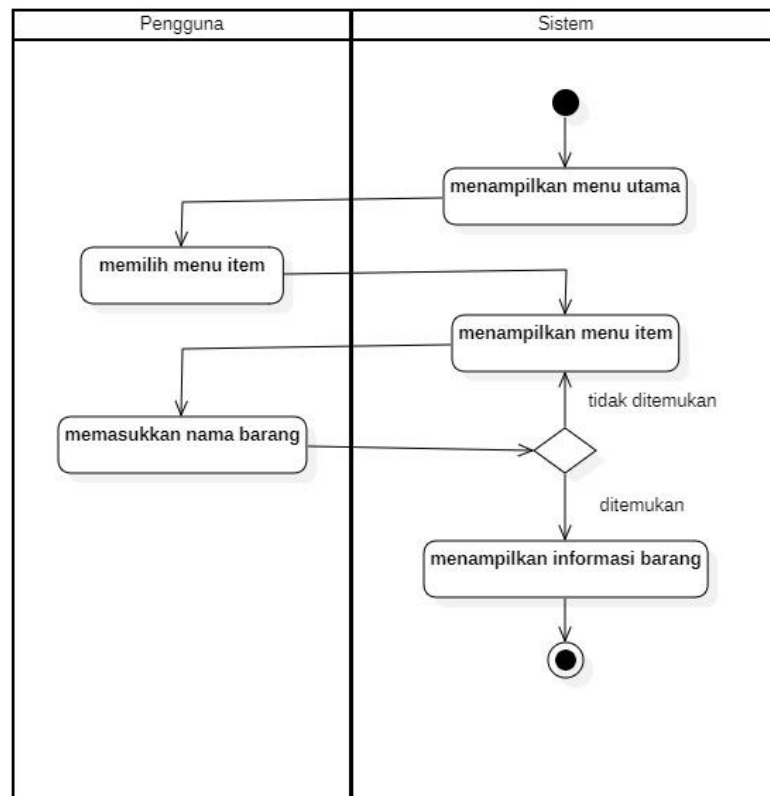 Pengguna
Sistem
menampilkan menu utama
memilih menu item
menampilkan menu item
tidak ditemukan
memasukkan nama barang
ditemukan
menampilkan informasi barang